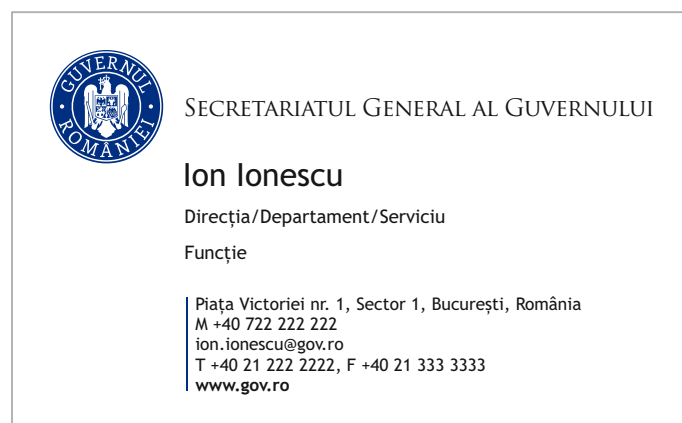 GUVERNUL ROMÂNIEI
SECRETARIATUL GENERAL AL GUVERNULUI
Ion Ionescu
Direcția/Departament/Serviciu
Funcție
Piața Victoriei nr. 1, Sector 1, București, România
M +40 722 222 222
ion.ionescu@gov.ro
T +40 21 222 2222, F +40 21 333 3333
www.gov.ro